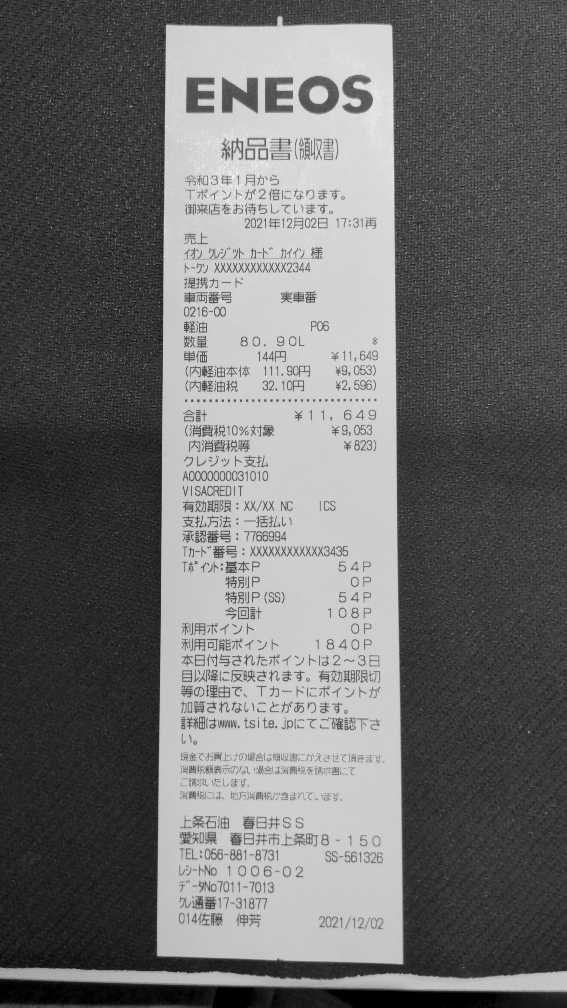 ENEOS
納品書(領収書)
令和3年1月から
Tポイントが2倍になります。
御来店をお待ちしています。
2021年12月02日 17:31再
売上
イオン クレジット カード カイイン 様
トークン XXXXXXXXXXXX2344
提携カード
車両番号 実車番
0216-00
軽油 P06
数量 80.90L ※
単価 144円 ¥11,649
(内軽油本体 111.90円 ¥9,053)
(内軽油税 32.10円 ¥2,596)
合計 ¥11,649
(消費税10%対象 ¥9,053
内消費税等 ¥823)
クレジット支払
A0000000031010
VISACREDIT
有効期限:XX/XX NC ICS
支払方法:一括払い
承認番号:7766994
Tカード番号:XXXXXXXXXXXX3435
Tポイント:基本P 54P
特別P 0P
特別P(SS) 54P
今回計 108P
利用ポイント 0P
利用可能ポイント 1840P
本日付与されたポイントは2~3日
目以降に反映されます。有効期限切
等の理由で、Tカードにポイントが
加算されないことがあります。
詳細はwww.tsite.jpにてご確認下さ
い。
現金でお買上げの場合は領収書にかえさせて頂きます。
消費税額表示のない場合は消費税を請求書にて
ご請求いたします。
消費税には、地方消費税が含まれています。
上条石油 春日井SS
愛知県 春日井市上条町8-150
TEL:056-881-8731 SS-561326
レシートNo 1006-02
データNo7011-7013
クレ通番17-31877
014佐藤 伸芳 2021/12/02